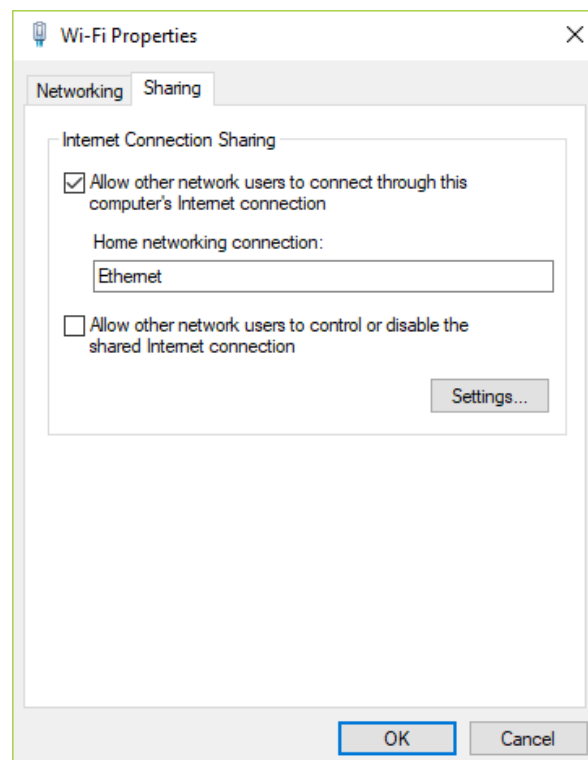 Wi-Fi Properties
Networking
Sharing
Internet Connection Sharing
Allow other network users to connect through this
computer's Internet connection
Home networking connection:
Ethernet
Allow other network users to control or disable the
shared Internet connection
Settings...
OK
Cancel